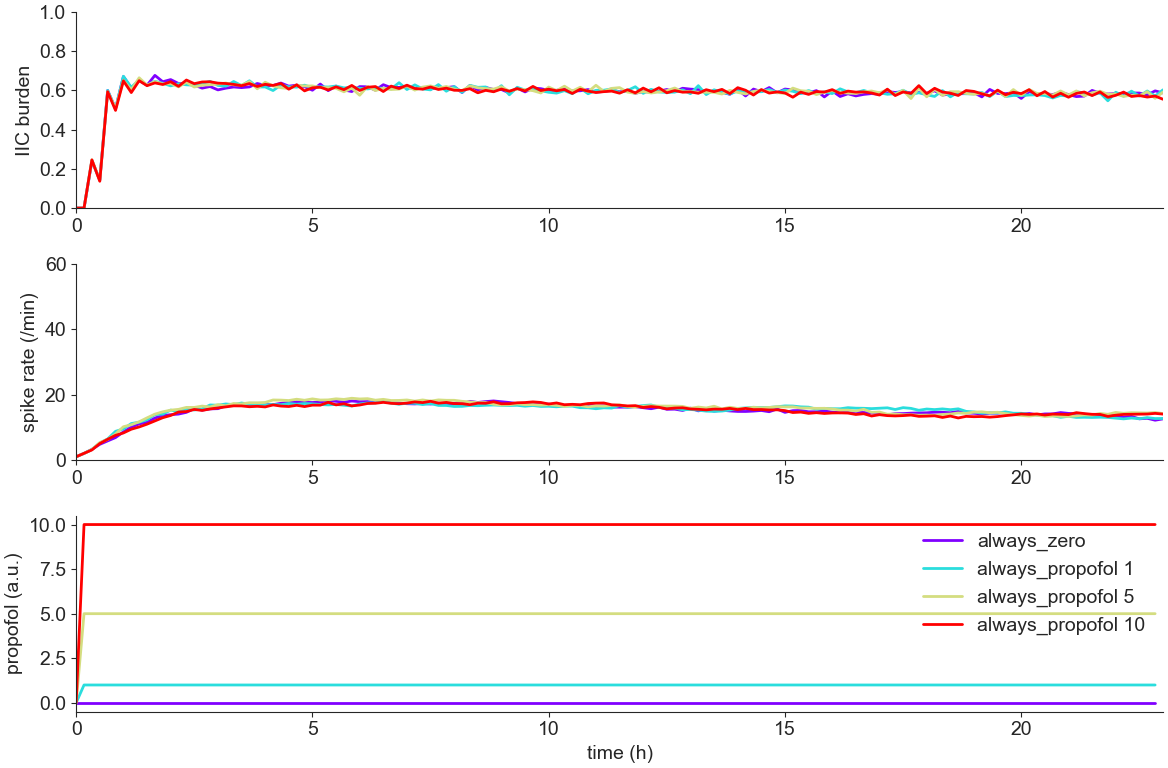 1.0
0.8
0.6
0.4
0.2
0.0
IIC burden
0 5 10 15 20
60
40
20
0
spike rate (/min)
0 5 10 15 20
10.0
7.5
5.0
2.5
0.0
propofol (a.u.)
always_zero
always_propofol 1
always_propofol 5
always_propofol 10
0 5 10 15 20
time (h)